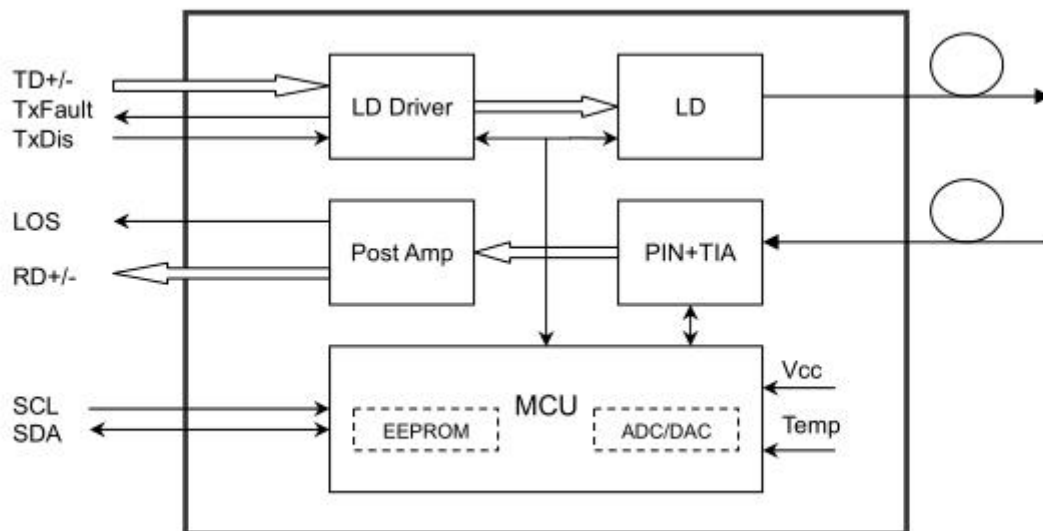 TD+/-
TxFault
TxDis
LD Driver
LD
LOS
RD+/-
Post Amp
PIN+TIA
SCL
SDA
MCU
EEPROM
ADC/DAC
Vcc
Temp